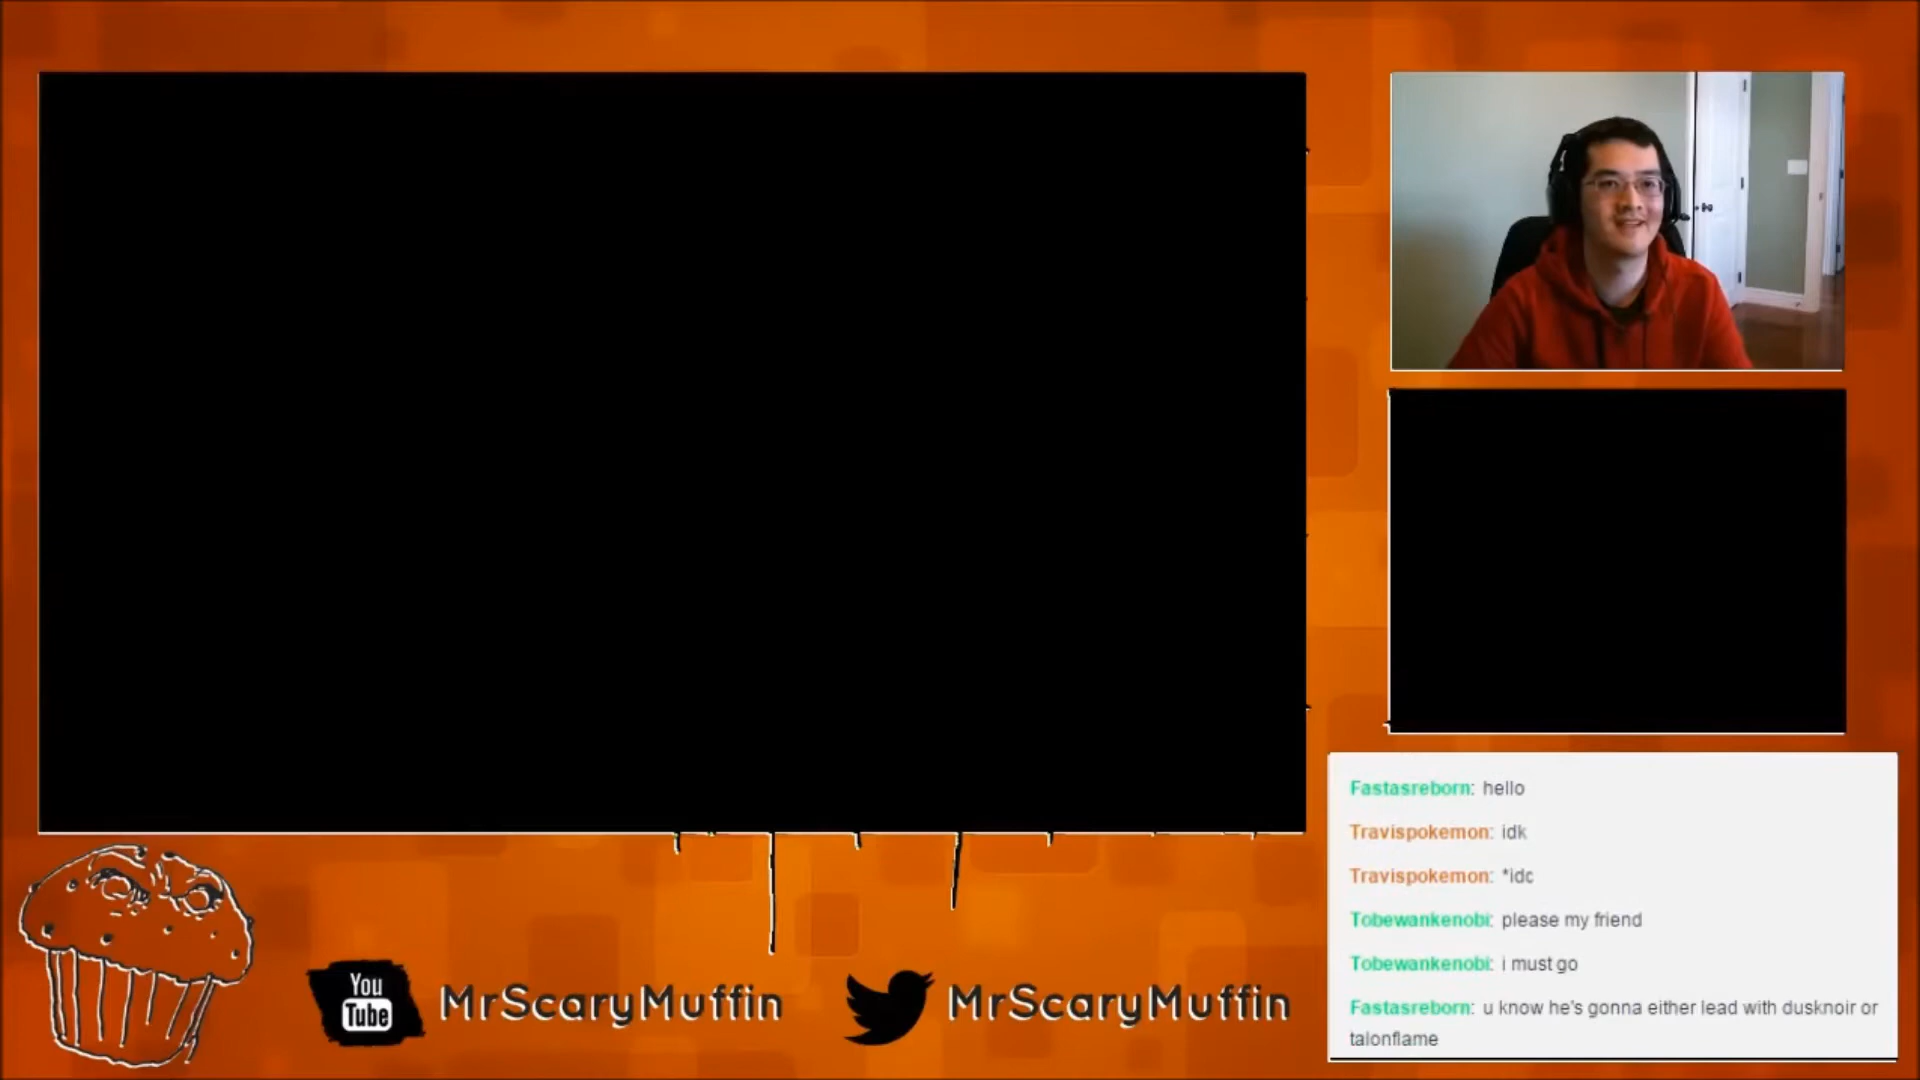 Fastasreborn: hello
Travispokemon: idk
Travispokemon: *idc
Tobewankenobi: please my friend
Tobewankenobi: i must go
Fastasreborn: u know he's gonna either lead with dusknoir or
talonflame
You
Tube
MrScaryMuffin
MrScaryMuffin